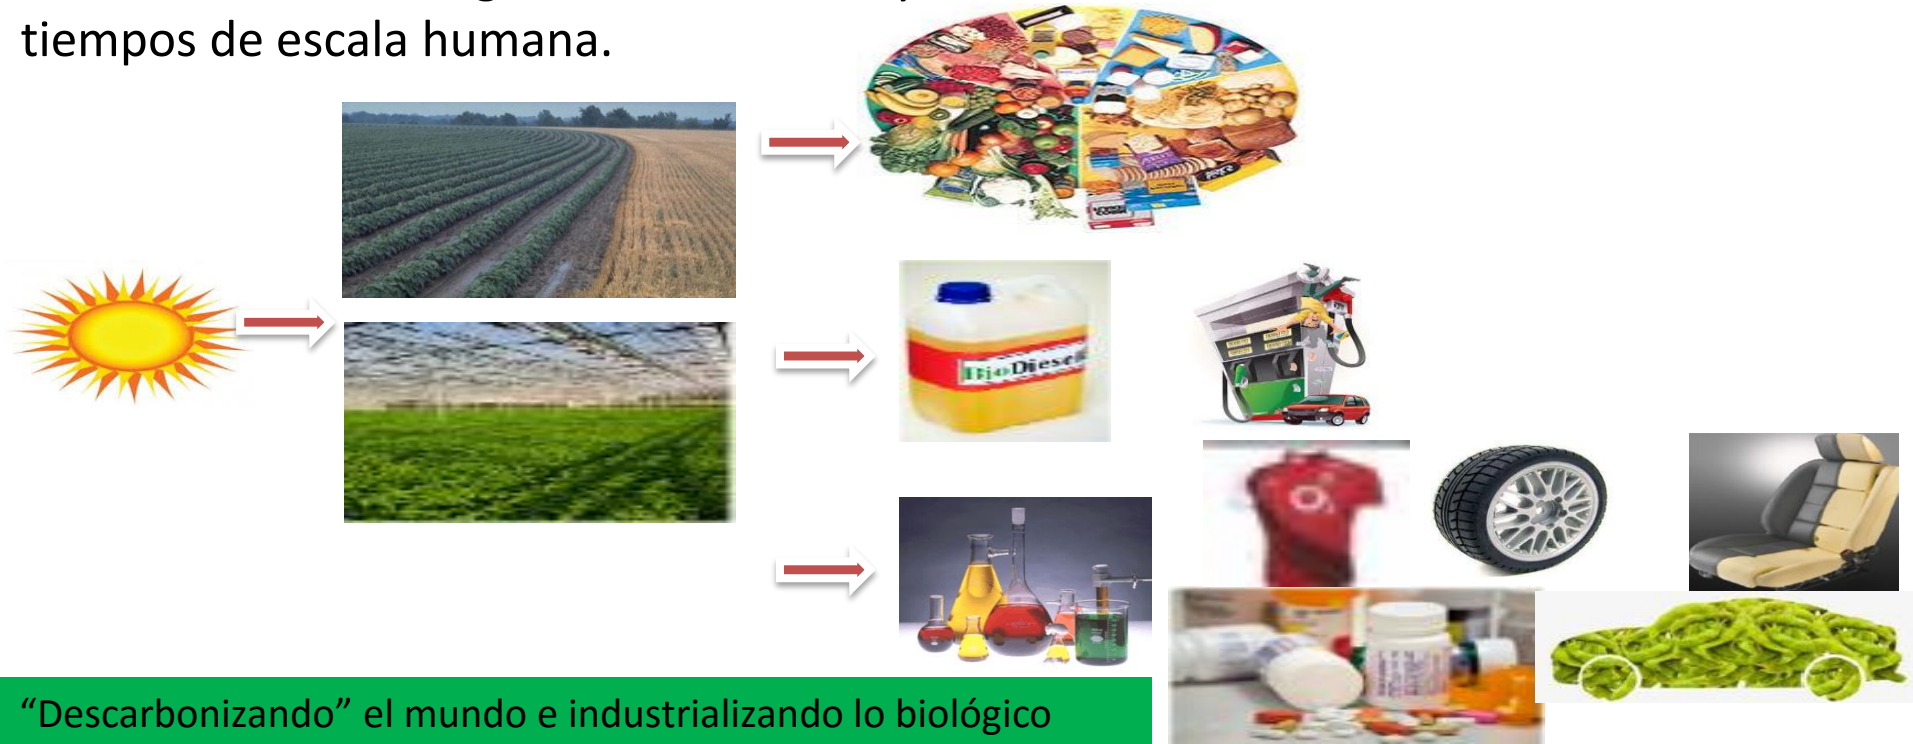 tiempos de escala humana.
BioDiesel
“Descarbonizando” el mundo e industrializando lo biológico